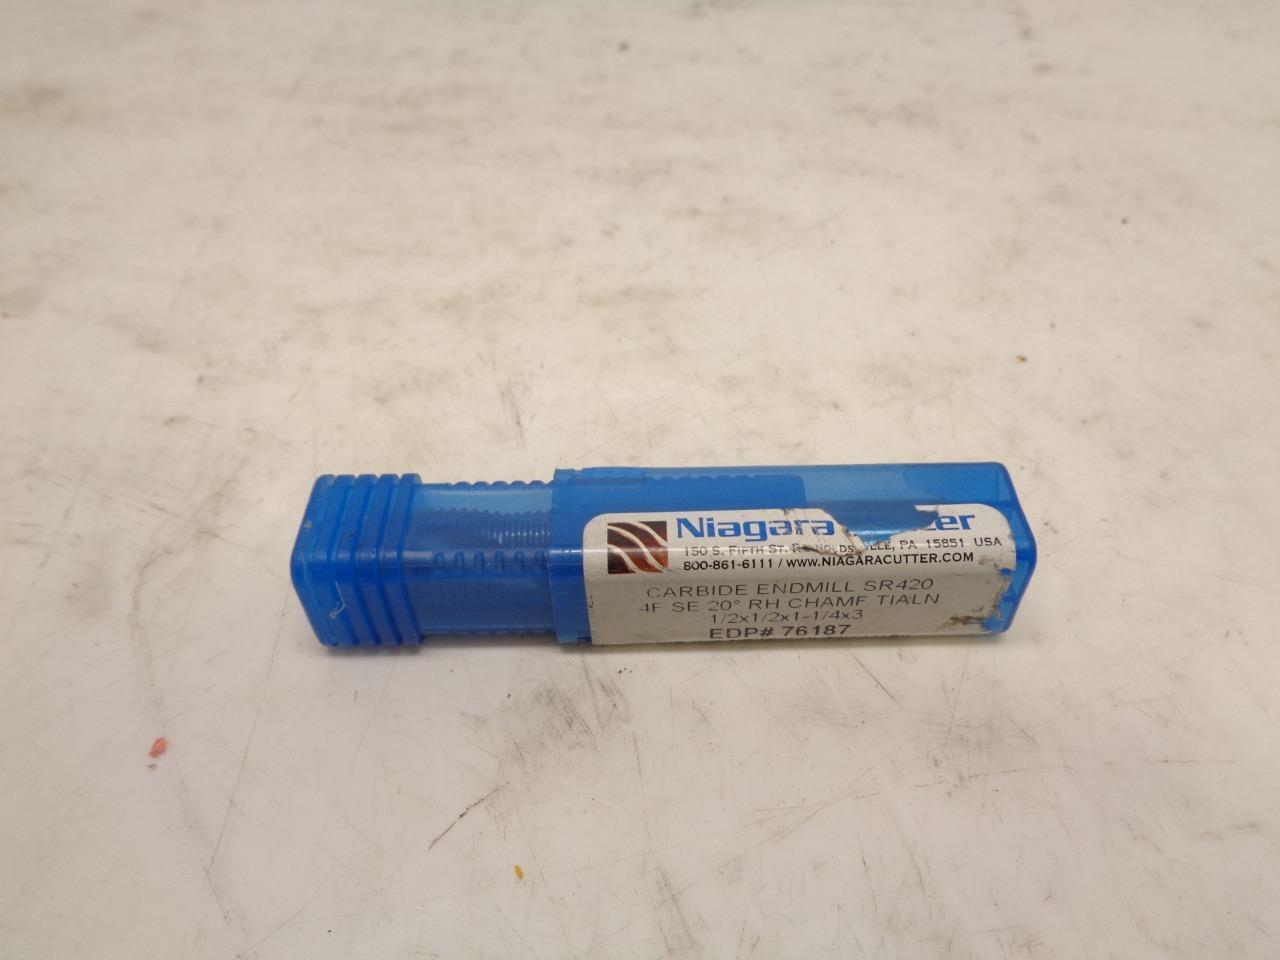 Niagara
150 S. FIFTH ST. PA 15851 USA
800-861-6111 / WWW.NIAGARACUTTER.COM
CARBIDE ENDMILL SR420
4F SE 20° RH CHAMF TIALN
1/2x1/2x1-1/4x3
EDP# 76187